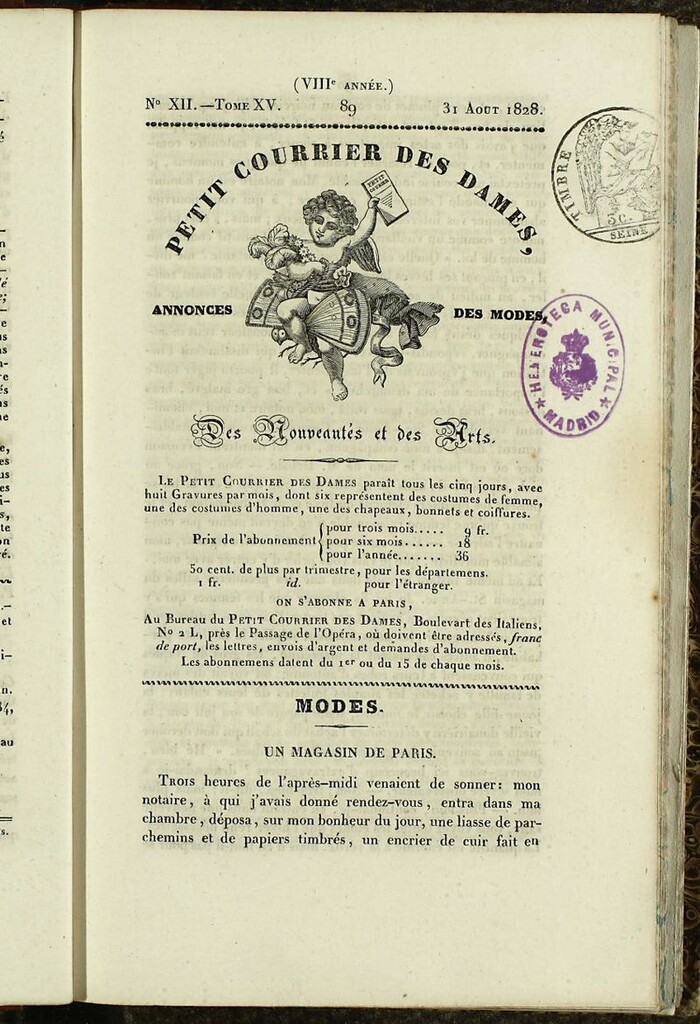 (VIIIe ANNÉE.)
No XII.—TOME XV. 89 31 AOUT 1828.
PETIT COURRIER DES DAMES,
PETIT COURRIER
ANNONCES DES MODES,
Des Nouveautés et des Arts.
TIMBRE
5 C.
SEINE
HEMEROTECA MUNICIPAL
★ MADRID ★
LE PETIT COURRIER DES DAMES paraît tous les cinq jours, avec
huit Gravures par mois, dont six représentent des costumes de femme,
une des costumes d'homme, une des chapeaux, bonnets et coiffures.
Prix de l'abonnement { pour trois mois..... 9 fr.
pour six mois...... 18
pour l'année....... 36
50 cent. de plus par trimestre, pour les départemens.
1 fr. id. pour l'étranger.
ON S'ABONNE A PARIS,
Au Bureau du PETIT COURRIER DES DAMES, Boulevart des Italiens,
No 2 L, près le Passage de l'Opéra, où doivent être adressés, franc
de port, les lettres, envois d'argent et demandes d'abonnement.
Les abonnemens datent du 1er ou du 15 de chaque mois.
MODES.
UN MAGASIN DE PARIS.
TROIS heures de l'après-midi venaient de sonner: mon
notaire, à qui j'avais donné rendez-vous, entra dans ma
chambre, déposa, sur mon bonheur du jour, une liasse de par-
chemins et de papiers timbrés, un encrier de cuir fait en